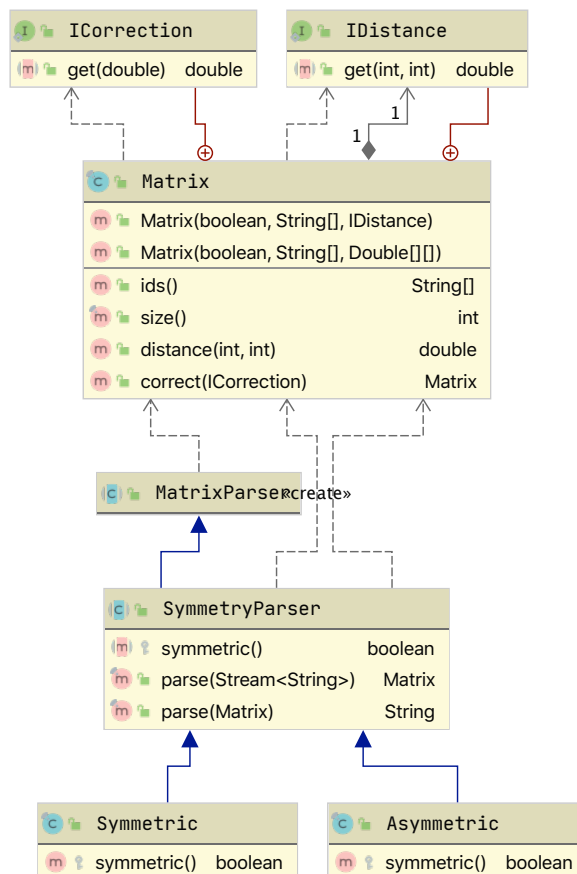 ICorrection
get(double) double
IDistance
get(int, int) double
1
1
Matrix
Matrix(boolean, String[], IDistance)
Matrix(boolean, String[], Double[][])
ids() String[]
size() int
distance(int, int) double
correct(ICorrection) Matrix
MatrixParser
«create»
SymmetryParser
symmetric() boolean
parse(Stream<String>) Matrix
parse(Matrix) String
Symmetric
symmetric() boolean
Asymmetric
symmetric() boolean